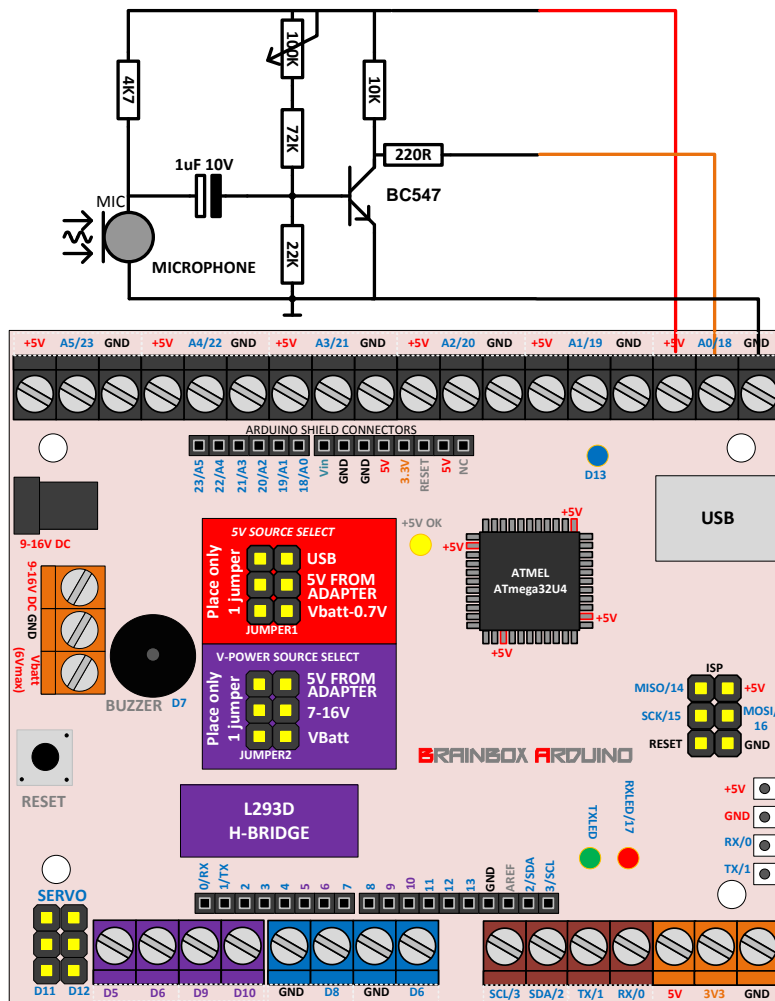 100K
4K7
10K
72K
220R
1uF 10V
BC547
MIC
22K
MICROPHONE
+5V A5/23 GND +5V A4/22 GND +5V A3/21 GND +5V A2/20 GND +5V A1/19 GND +5V A0/18 GND
ARDUINO SHIELD CONNECTORS
23/A5 22/A4 21/A3 20/A2 19/A1 18/A0 Vin GND GND 5V 3.3V RESET 5V NC
D13
9-16V DC
USB
5V SOURCE SELECT
Place only
1 jumper
USB
5V FROM
ADAPTER
Vbatt-0.7V
JUMPER1
+5V OK
+5V
+5V
ATMEL
ATmega32U4
+5V
+5V
9-16V DC
GND
Vbatt
(6Vmax)
BUZZER D7
V-POWER SOURCE SELECT
Place only
1 jumper
5V FROM
ADAPTER
7-16V
VBatt
JUMPER2
ISP
MISO/14 +5V
SCK/15 MOSI/
16
RESET GND
BRAINBOX ARDUINO
RESET
L293D
H-BRIDGE
TXLED
RXLED/17
+5V
GND
RX/0
TX/1
0/RX 1/TX 2 3 4 5 6 7 8 9 10 11 12 13 GND AREF 2/SDA 3/SCL
SERVO
D11 D12
D5 D6 D9 D10 GND D8 GND D6 SCL/3 SDA/2 TX/1 RX/0 5V 3V3 GND